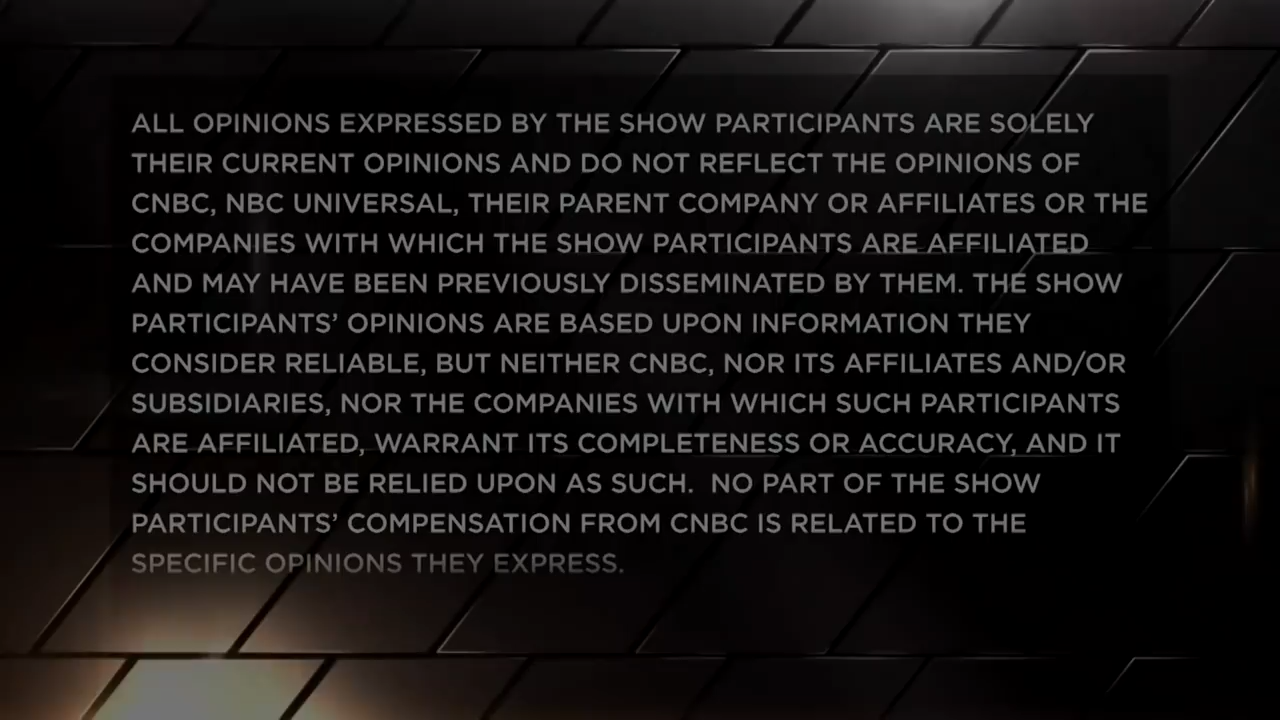 ALL OPINIONS EXPRESSED BY THE SHOW PARTICIPANTS ARE SOLELY
THEIR CURRENT OPINIONS AND DO NOT REFLECT THE OPINIONS OF
CNBC, NBC UNIVERSAL, THEIR PARENT COMPANY OR AFFILIATES OR THE
COMPANIES WITH WHICH THE SHOW PARTICIPANTS ARE AFFILIATED
AND MAY HAVE BEEN PREVIOUSLY DISSEMINATED BY THEM. THE SHOW
PARTICIPANTS’ OPINIONS ARE BASED UPON INFORMATION THEY
CONSIDER RELIABLE, BUT NEITHER CNBC, NOR ITS AFFILIATES AND/OR
SUBSIDIARIES, NOR THE COMPANIES WITH WHICH SUCH PARTICIPANTS
ARE AFFILIATED, WARRANT ITS COMPLETENESS OR ACCURACY, AND IT
SHOULD NOT BE RELIED UPON AS SUCH.  NO PART OF THE SHOW
PARTICIPANTS’ COMPENSATION FROM CNBC IS RELATED TO THE
SPECIFIC OPINIONS THEY EXPRESS.